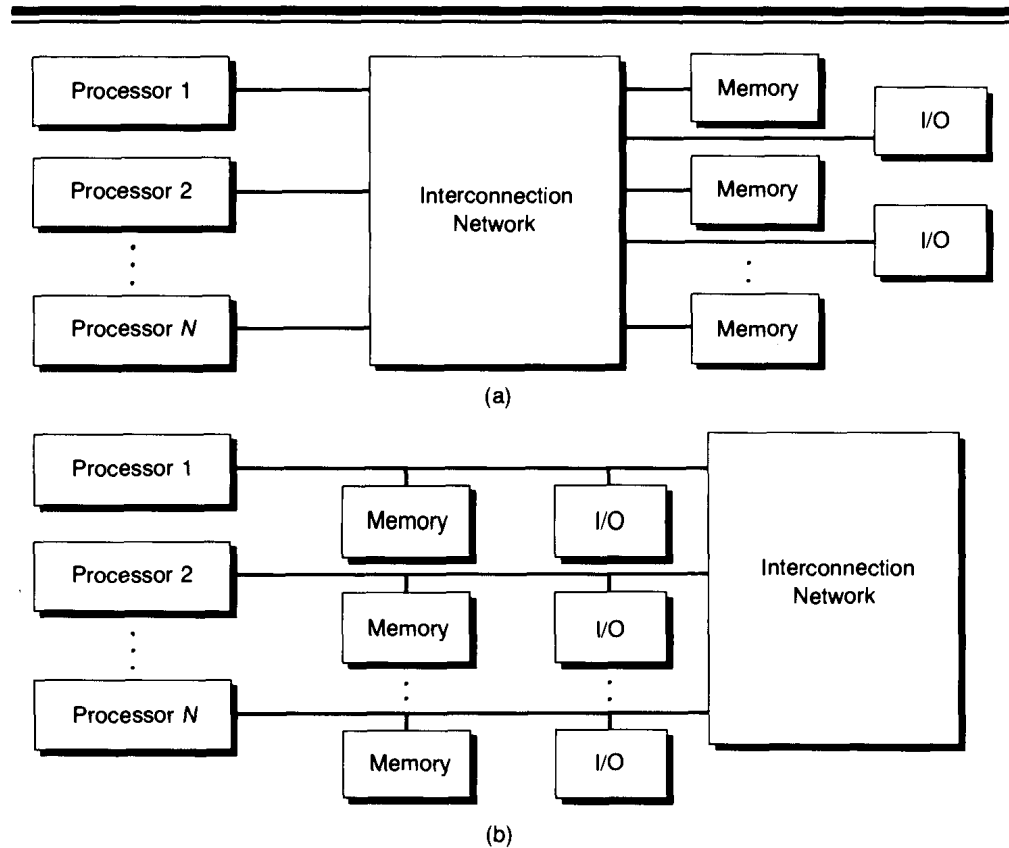 Processor 1
Memory
I/O
Processor 2
Interconnection
Network
Memory
I/O
Processor N
Memory
(a)
Processor 1
Memory
I/O
Processor 2
Interconnection
Network
Memory
I/O
Processor N
Memory
I/O
(b)